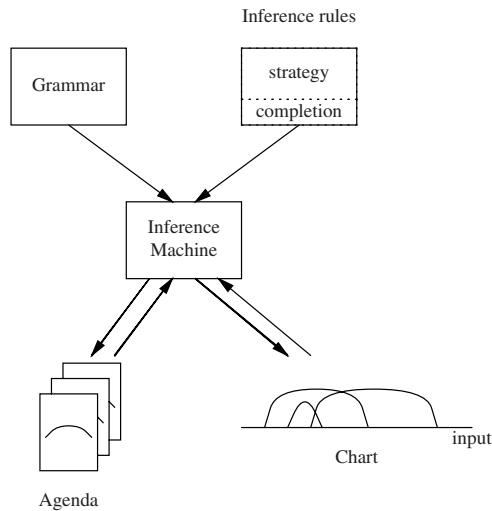 Inference rules
Grammar
strategy
completion
Inference
Machine
input
Chart
Agenda